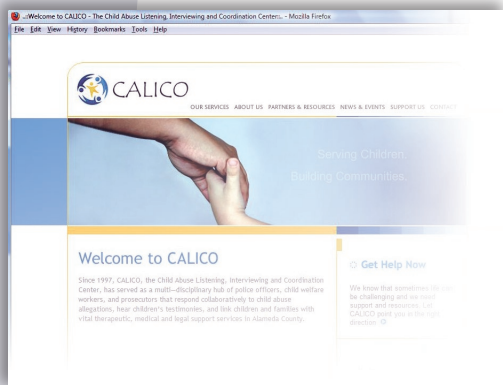 ..:Welcome to CALICO - The Child Abuse Listening, Interviewing and Coordination Center:.. - Mozilla Firefox
File Edit View History Bookmarks Tools Help
CALICO
OUR SERVICES ABOUT US PARTNERS & RESOURCES NEWS & EVENTS SUPPORT US CONTACT
Serving Children.
Building Communities.
Welcome to CALICO
Since 1997, CALICO, the Child Abuse Listening, Interviewing and Coordination
Center, has served as a multi-disciplinary hub of police officers, child welfare
workers, and prosecutors that respond collaboratively to child abuse
allegations, hear children's testimonies, and link children and families with
vital therapeutic, medical and legal support services in Alameda County.
Get Help Now
We know that sometimes life can
be challenging and we need
support and resources. Let
CALICO point you in the right
direction.